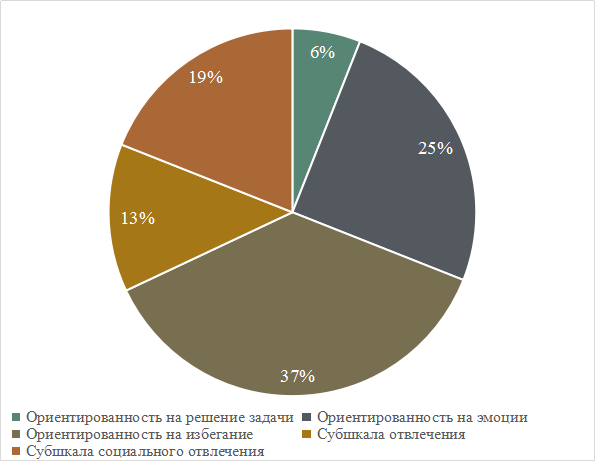 6%
19%
25%
13%
37%
Ориентированность на решение задачи Ориентированность на эмоции
Ориентированность на избегание Субшкала отвлечения
Субшкала социального отвлечения